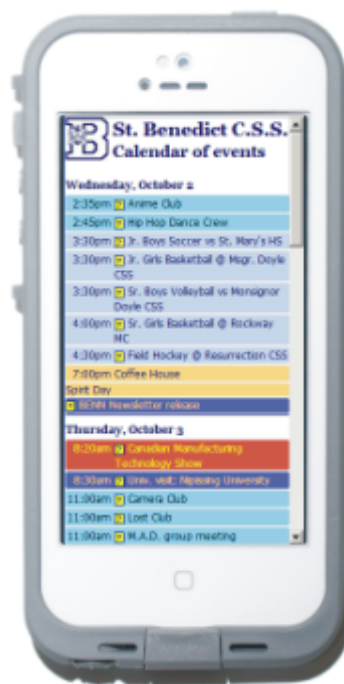 St. Benedict C.S.S.
Calendar of events
Wednesday, October 2
2:35pm Anime Club
2:45pm Hip Hop Dance Crew
3:30pm Jr. Boys Soccer vs St. Mary's HS
3:30pm Jr. Girls Basketball @ Msgr. Doyle
CSS
3:30pm Sr. Boys Volleyball vs Monsignor
Doyle CSS
4:00pm Sr. Girls Basketball @ Rockway
MC
4:30pm Field Hockey @ Resurrection CSS
7:00pm Coffee House
Spirit Day
BENN Newsletter release
Thursday, October 3
8:20am Canadian Manufacturing
Technology Show
8:30am Univ. visit: Nipissing University
11:00am Camera Club
11:00am Lost Club
11:00am M.A.D. group meeting